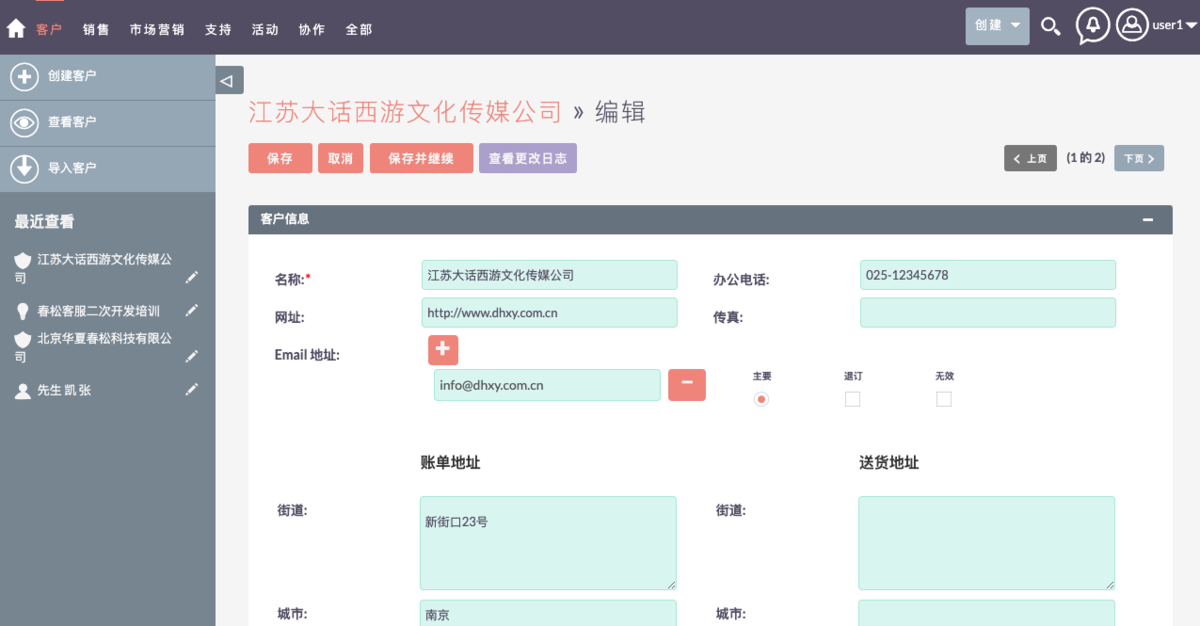 客户 销售 市场营销 支持 活动 协作 全部 创建 user1
创建客户
查看客户
导入客户
最近查看
江苏大话西游文化传媒公
司
春松客服二次开发培训
北京华夏春松科技有限公
司
先生 凯 张
江苏大话西游文化传媒公司 » 编辑
保存 取消 保存并继续 查看更改日志 上页 (1 的 2) 下页
客户信息
名称:* 江苏大话西游文化传媒公司 办公电话: 025-12345678
网址: http://www.dhxy.com.cn 传真:
Email 地址:
info@dhxy.com.cn 主要 退订 无效
账单地址 送货地址
街道: 新街口23号 街道:
城市: 南京 城市: